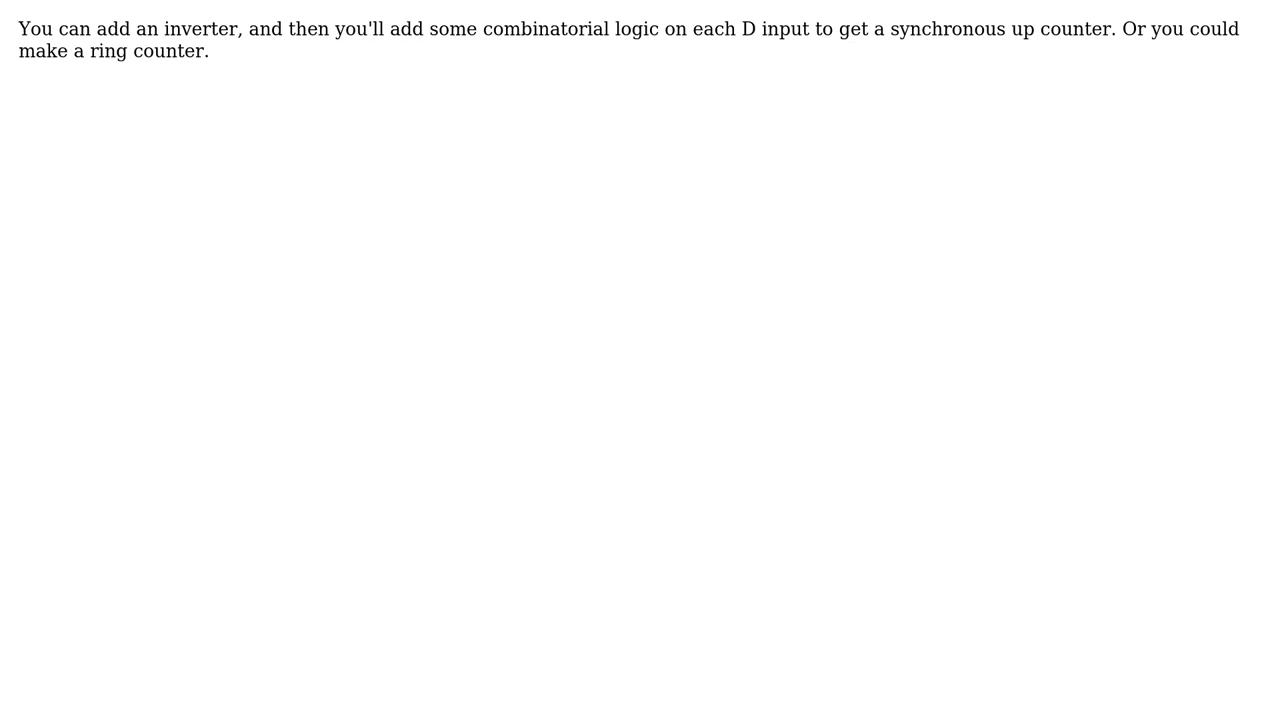 You can add an inverter, and then you'll add some combinatorial logic on each D input to get a synchronous up counter. Or you could
make a ring counter.